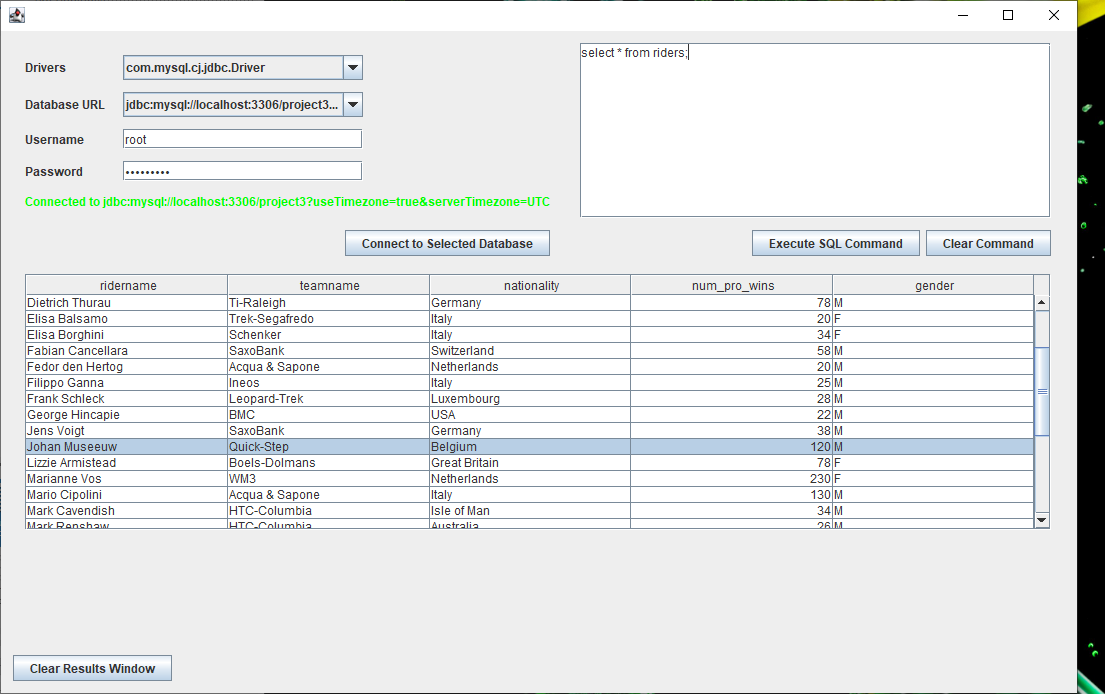 Drivers com.mysql.cj.jdbc.Driver
Database URL jdbc:mysql://localhost:3306/project3...
Username root
Password •••••••••
Connected to jdbc:mysql://localhost:3306/project3?useTimezone=true&serverTimezone=UTC
select * from riders;
Connect to Selected Database Execute SQL Command Clear Command
ridername teamname nationality num_pro_wins gender
Dietrich Thurau Ti-Raleigh Germany 78 M
Elisa Balsamo Trek-Segafredo Italy 20 F
Elisa Borghini Schenker Italy 34 F
Fabian Cancellara SaxoBank Switzerland 58 M
Fedor den Hertog Acqua & Sapone Netherlands 20 M
Filippo Ganna Ineos Italy 25 M
Frank Schleck Leopard-Trek Luxembourg 28 M
George Hincapie BMC USA 22 M
Jens Voigt SaxoBank Germany 38 M
Johan Museeuw Quick-Step Belgium 120 M
Lizzie Armistead Boels-Dolmans Great Britain 78 F
Marianne Vos WM3 Netherlands 230 F
Mario Cipolini Acqua & Sapone Italy 130 M
Mark Cavendish HTC-Columbia Isle of Man 34 M
Mark Renshaw HTC-Columbia Australia 26 M
Clear Results Window